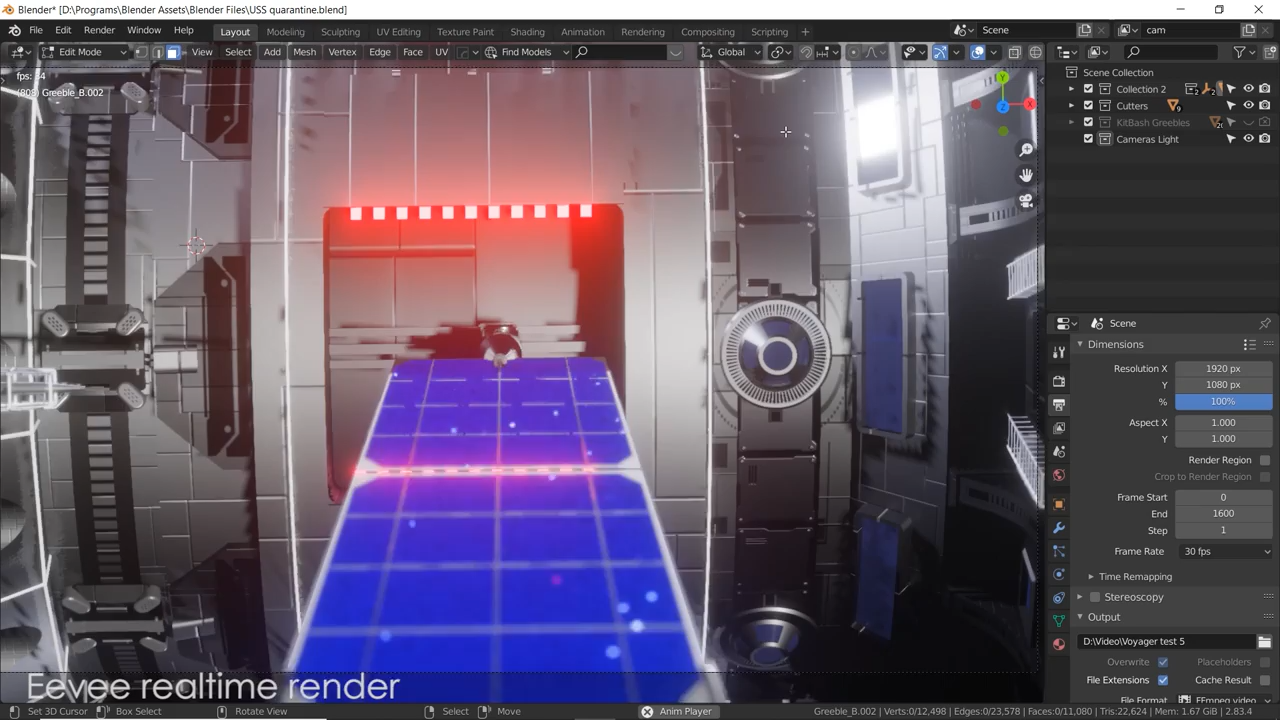 Blender* [D:\Programs\Blender Assets\Blender Files\USS quarantine.blend]
File Edit Render Window Help Layout Modeling Sculpting UV Editing Texture Paint Shading Animation Rendering Compositing Scripting + Scene cam
Edit Mode View Select Add Mesh Vertex Edge Face UV Find Models Global
fps: 34
(808) Greeble_B.002
Y
X
Z
Scene Collection
Collection 2
Cutters
KitBash Greebles
Cameras Light
Scene
Dimensions
Resolution X 1920 px
Y 1080 px
% 100%
Aspect X 1.000
Y 1.000
Render Region
Crop to Render Region
Frame Start 0
End 1600
Step 1
Frame Rate 30 fps
Time Remapping
Stereoscopy
Output
D:\Video\Voyager test 5
Overwrite Placeholders
File Extensions Cache Result
File Format FFmpeg video
Eevee realtime render
Set 3D Cursor Box Select Rotate View Select Move Anim Player Greeble_B.002 | Verts:0/12,498 | Edges:0/23,578 | Faces:0/11,080 | Tris:22,624 | Mem: 1.67 GiB | 2.83.4